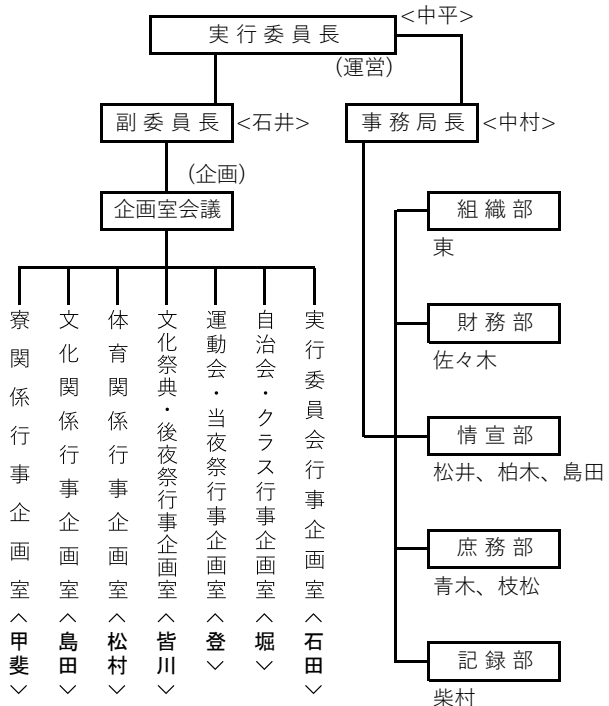 実行委員長
<中平>
(運営)
副委員長
<石井>
事務局長
<中村>
(企画)
企画室会議
組織部
東
財務部
佐々木
情宣部
松井、柏木、島田
庶務部
青木、枝松
記録部
柴村
寮関係行事企画室<甲斐>
文化関係行事企画室<島田>
体育関係行事企画室<松村>
文化祭典・後夜祭行事企画室<皆川>
運動会・当夜祭行事企画室<登>
自治会・クラス行事企画室<堀>
実行委員会行事企画室<石田>